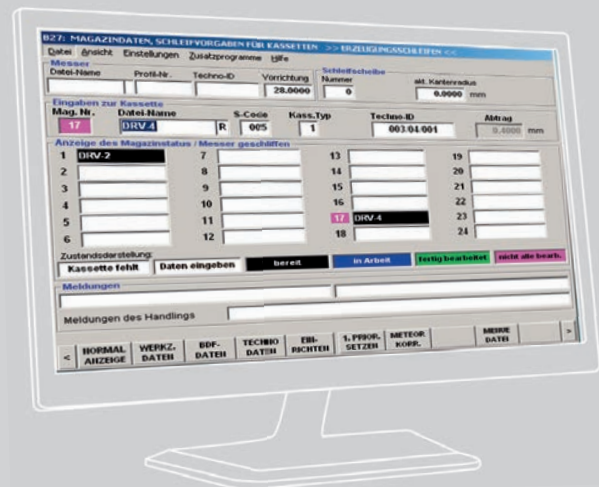 B27: MAGAZINDATEN, SCHLEIFVORGABEN FÜR KASSETTEN >> ERZEUGUNGSSCHLEIFEN <<
Datei Ansicht Einstellungen Zusatzprogramme Hilfe
Messer Schleifscheibe
Datei-Name Profil-Nr. Techno-ID Vorrichtung Nummer akt. Kantenradius
28.0000 0 0.0000 mm
Eingaben zur Kassette
Mag. Nr. Datei-Name S-Code Kass.Typ Techno-ID Abtrag
17 DRV-4 R 005 1 003/04/001 0.4000 mm
Anzeige des Magazinstatus / Messer geschliffen
1 DRV-2 7 13 19
2 8 14 20
3 9 15 21
4 10 16 22
5 11 17 DRV-4 23
6 12 18 24
Zustandsdarstellung:
Kassette fehlt Daten eingeben bereit in Arbeit fertig bearbeitet nicht alle bearb.
Meldungen
Meldungen des Handlings
< NORMAL ANZEIGE WERKZ. DATEN BDF- DATEN TECHNO DATEN EIN- RICHTEN 1. PRIOR. SETZEN METEOR KORR. MENUE DATEI >